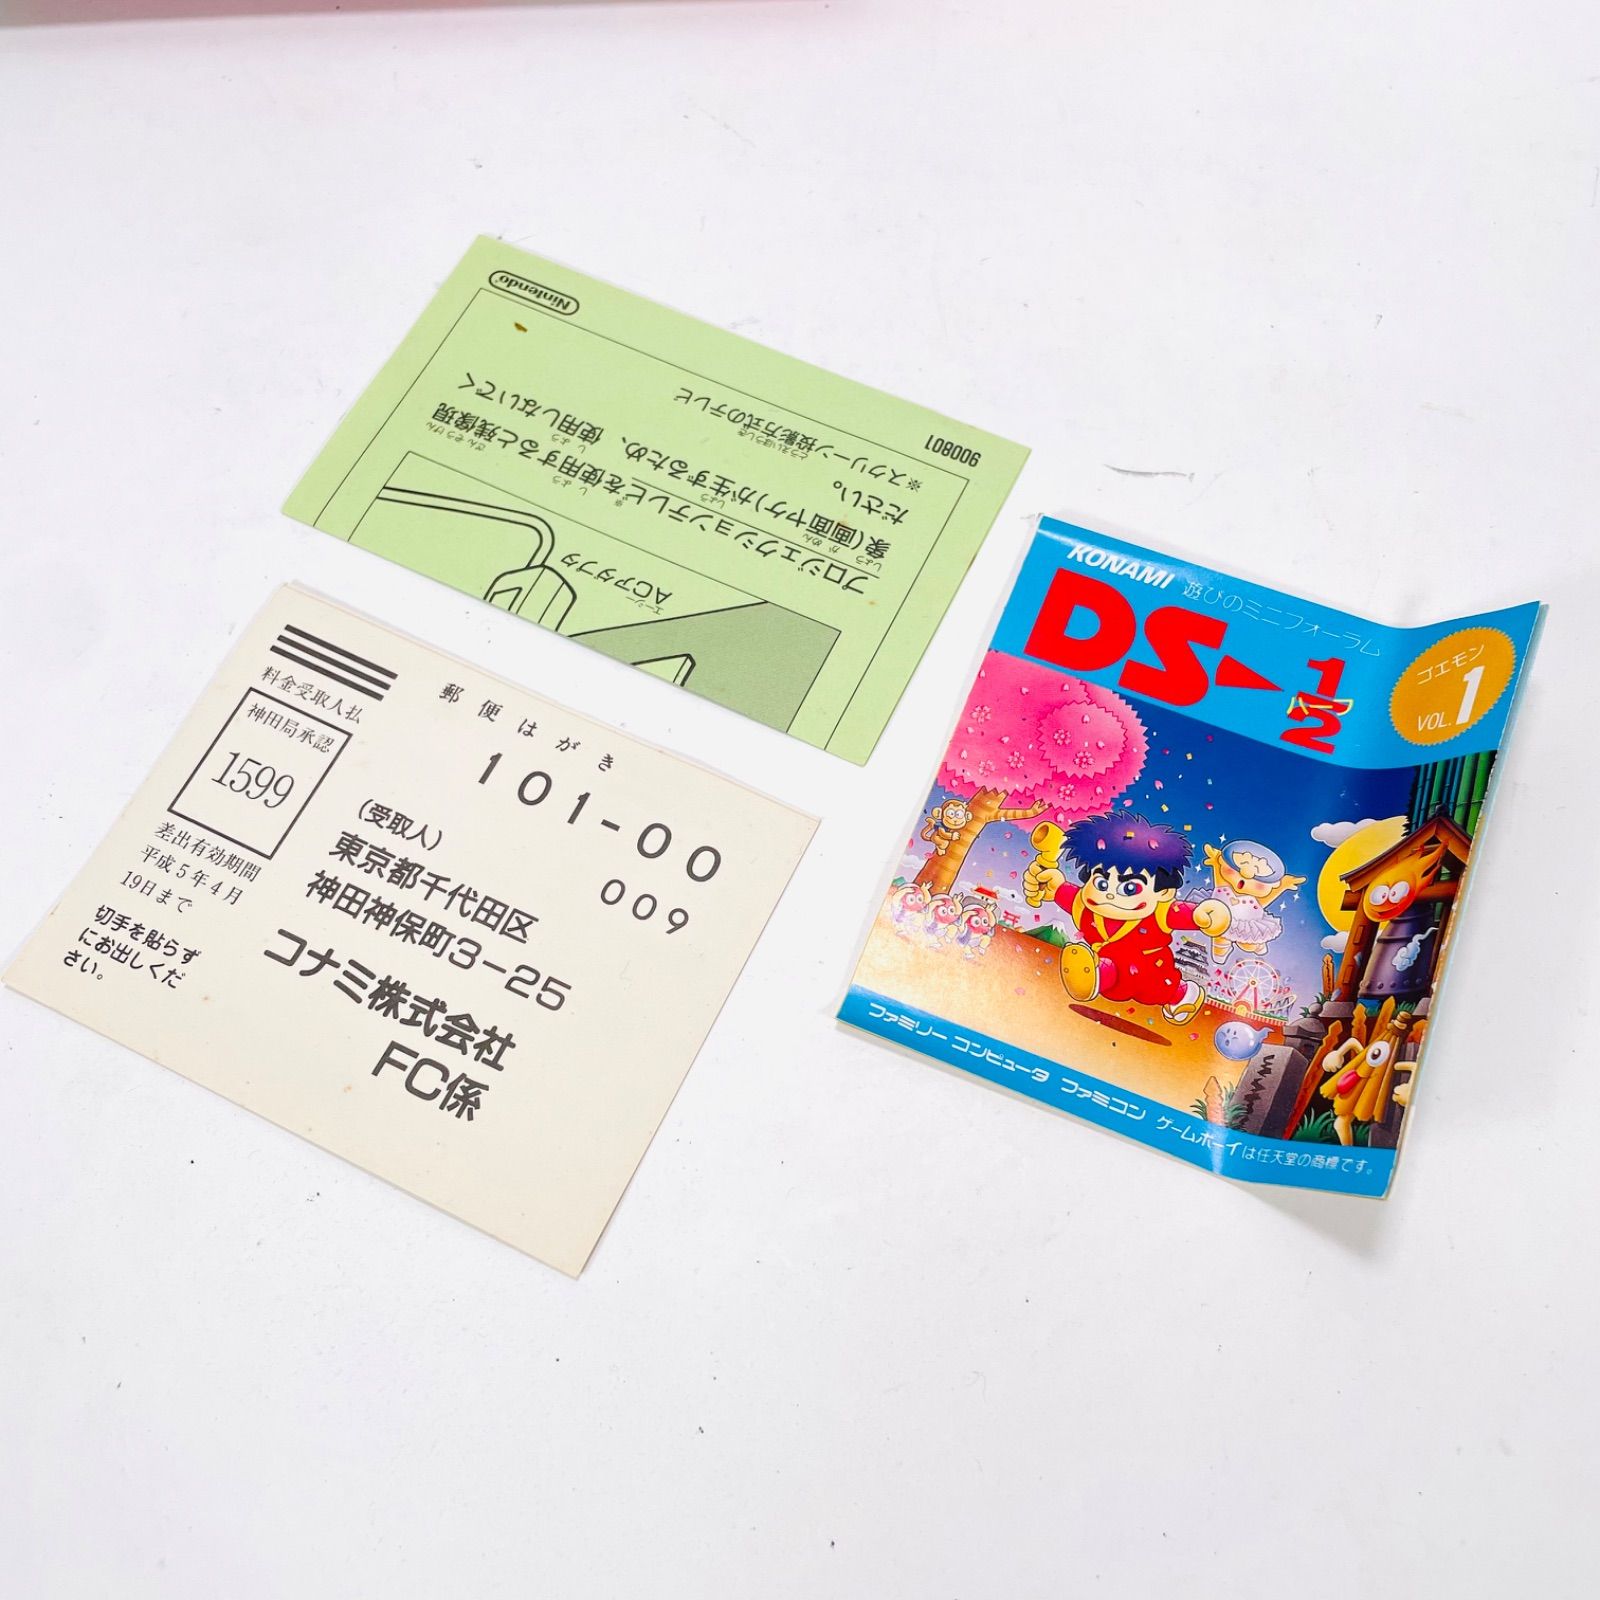 Nintendo
プロジェクションテレビを使用すると残像現
象(画面ヤケ)が生ずるため、使用しないでく
ださい。
※スクリーン投影方式のテレビ
ACアダプタ
900801
郵便はがき
101-00
009
料金受取人払
神田局承認
1599
差出有効期間
平成5年4月
19日まで
切手を貼らず
にお出しくだ
さい。
(受取人)
東京都千代田区
神田神保町3-25
コナミ株式会社
FC係
KONAMI 遊びのミニフォーラム
DS-1/2
ハーフ
ゴエモン
VOL.1
ファミリーコンピュータ ファミコン ゲームボーイは任天堂の商標です。